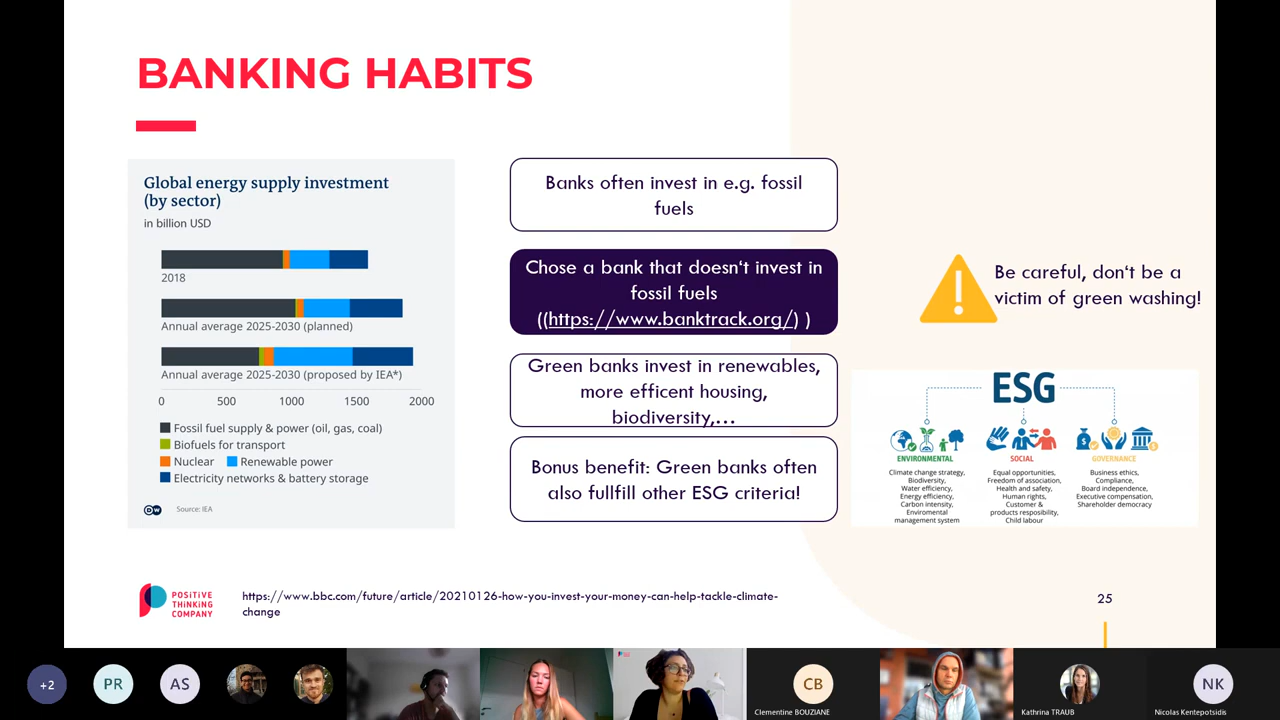 BANKING HABITS
Global energy supply investment
(by sector)
in billion USD
2018
Annual average 2025-2030 (planned)
Annual average 2025-2030 (proposed by IEA*)
0 500 1000 1500 2000
Fossil fuel supply & power (oil, gas, coal)
Biofuels for transport
Nuclear Renewable power
Electricity networks & battery storage
DW Source: IEA
Banks often invest in e.g. fossil
fuels
Chose a bank that doesn‘t invest in
fossil fuels
((https://www.banktrack.org/) )
Green banks invest in renewables,
more efficent housing,
biodiversity,…
Bonus benefit: Green banks often
also fullfill other ESG criteria!
Be careful, don‘t be a
victim of green washing!
ESG
ENVIRONMENTAL
Climate change strategy,
Biodiversity,
Water efficiency,
Energy efficiency,
Carbon intensity,
Enviromental
management system
SOCIAL
Equal opportunities,
Freedom of association,
Health and safety,
Human rights,
Customer &
products resposibility,
Child labour
GOVERNANCE
Business ethics,
Compliance,
Board independence,
Executive compensation,
Shareholder democracy
POSITIVE
THINKING
COMPANY
https://www.bbc.com/future/article/20210126-how-you-invest-your-money-can-help-tackle-climate-
change
25
+2
PR
AS
CB
Clementine BOUZIANE
Kathrina TRAUB
NK
Nicolas Kentepotsidis